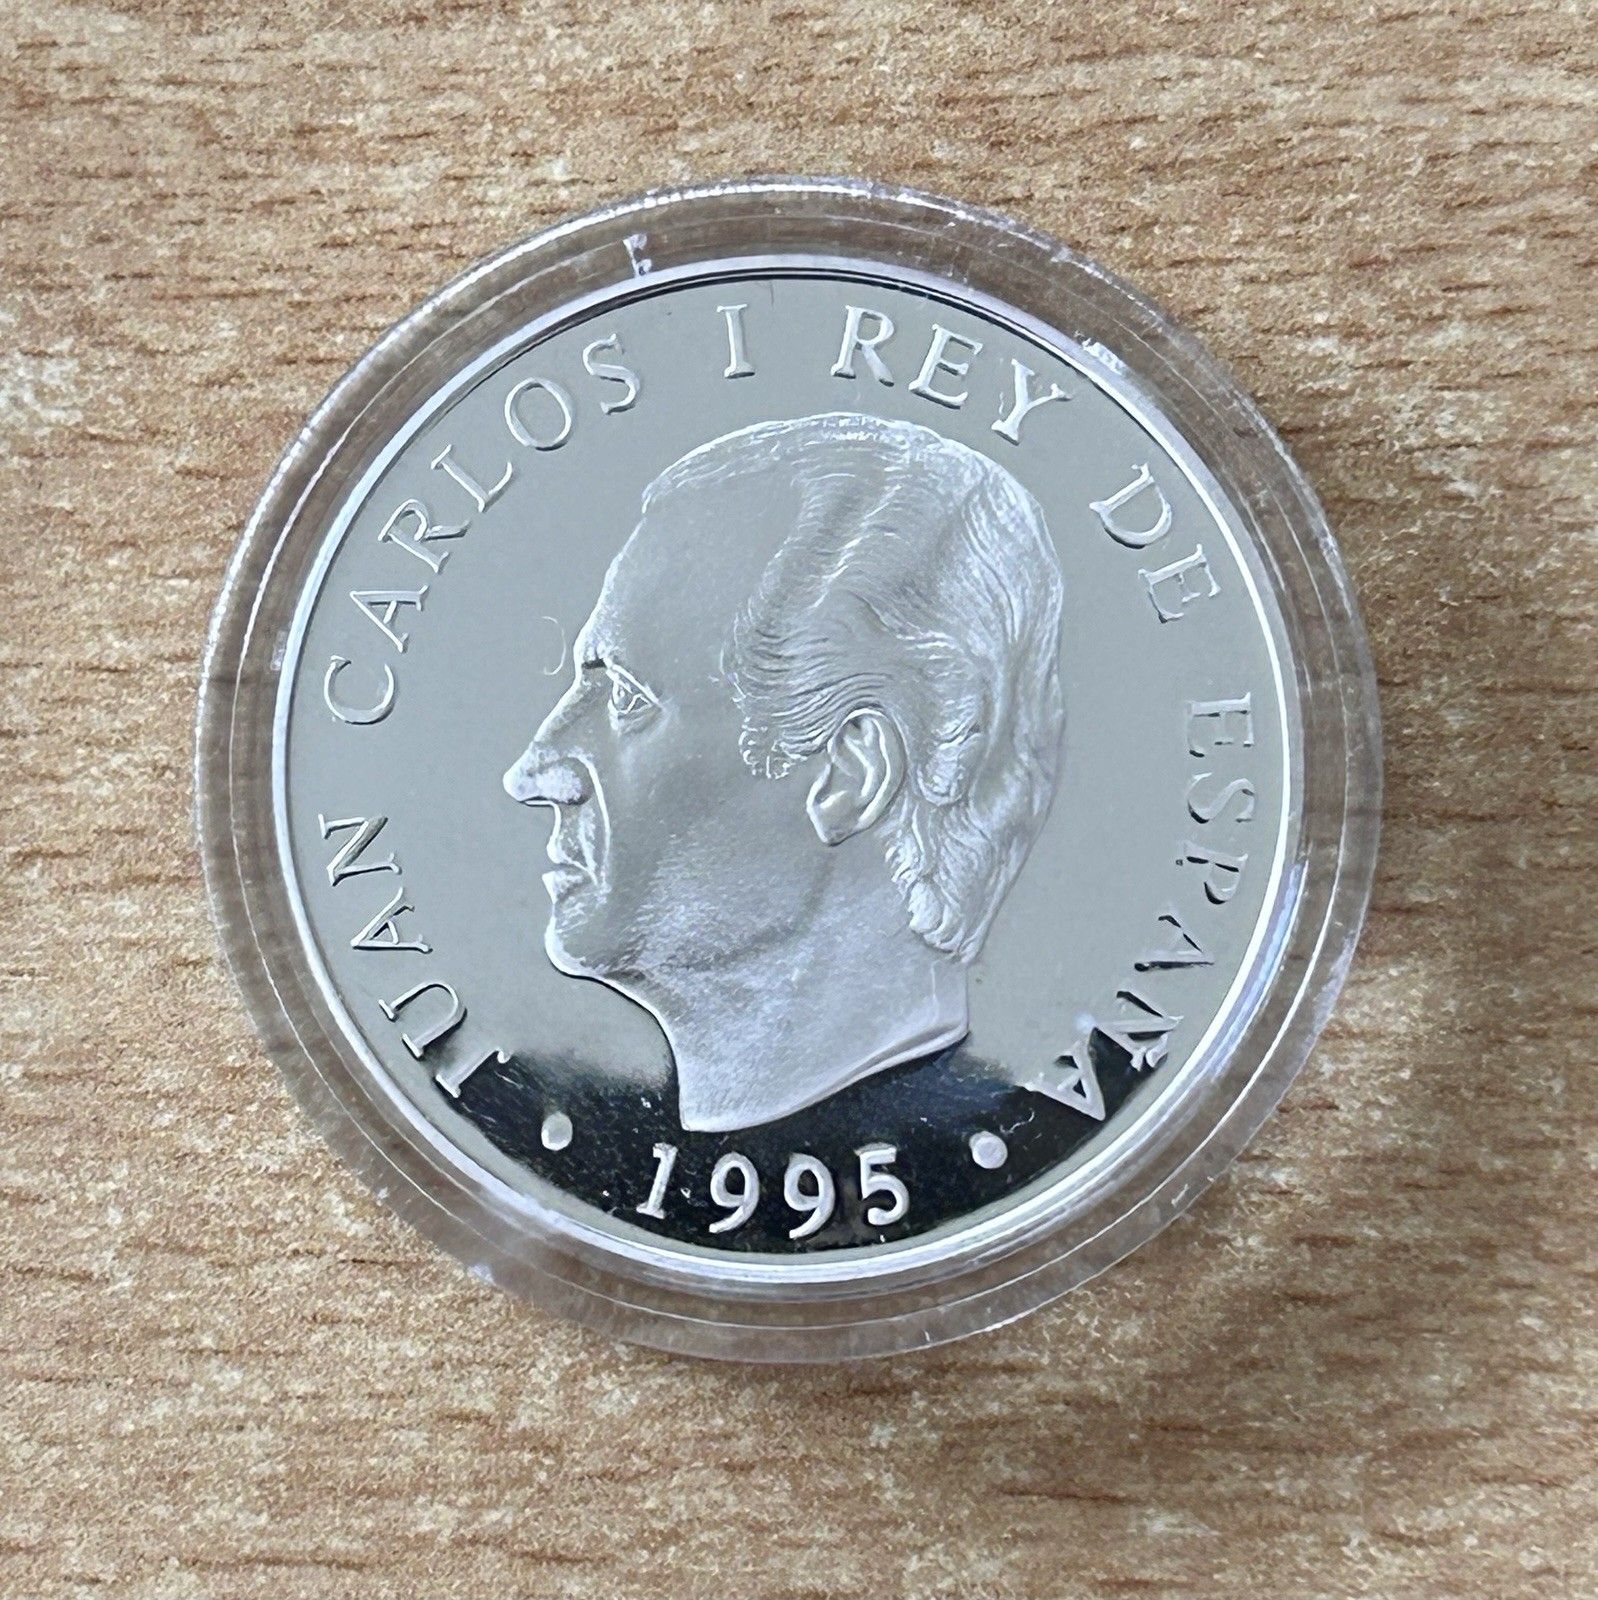 JUAN CARLOS I REY DE ESPAÑA
• 1995 •